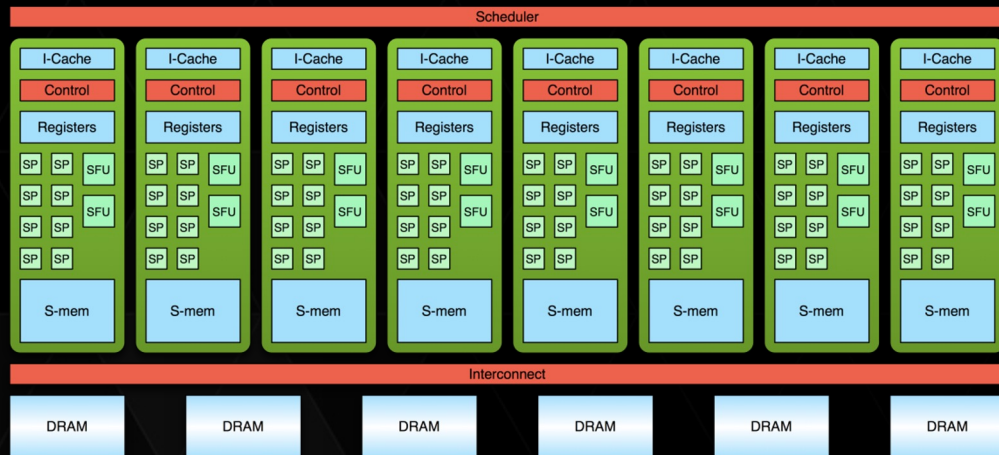 Scheduler
I-Cache I-Cache I-Cache I-Cache I-Cache I-Cache I-Cache I-Cache
Control Control Control Control Control Control Control Control
Registers Registers Registers Registers Registers Registers Registers Registers
SP SP SFU SP SP SFU SP SP SFU SP SP SFU SP SP SFU SP SP SFU SP SP SFU SP SP SFU
SP SP SP SP SP SP SP SP SP SP SP SP SP SP SP SP
SFU SFU SFU SFU SFU SFU SFU SFU
SP SP SP SP SP SP SP SP SP SP SP SP SP SP SP SP
SP SP SP SP SP SP SP SP SP SP SP SP SP SP SP SP
S-mem S-mem S-mem S-mem S-mem S-mem S-mem S-mem
Interconnect
DRAM DRAM DRAM DRAM DRAM DRAM